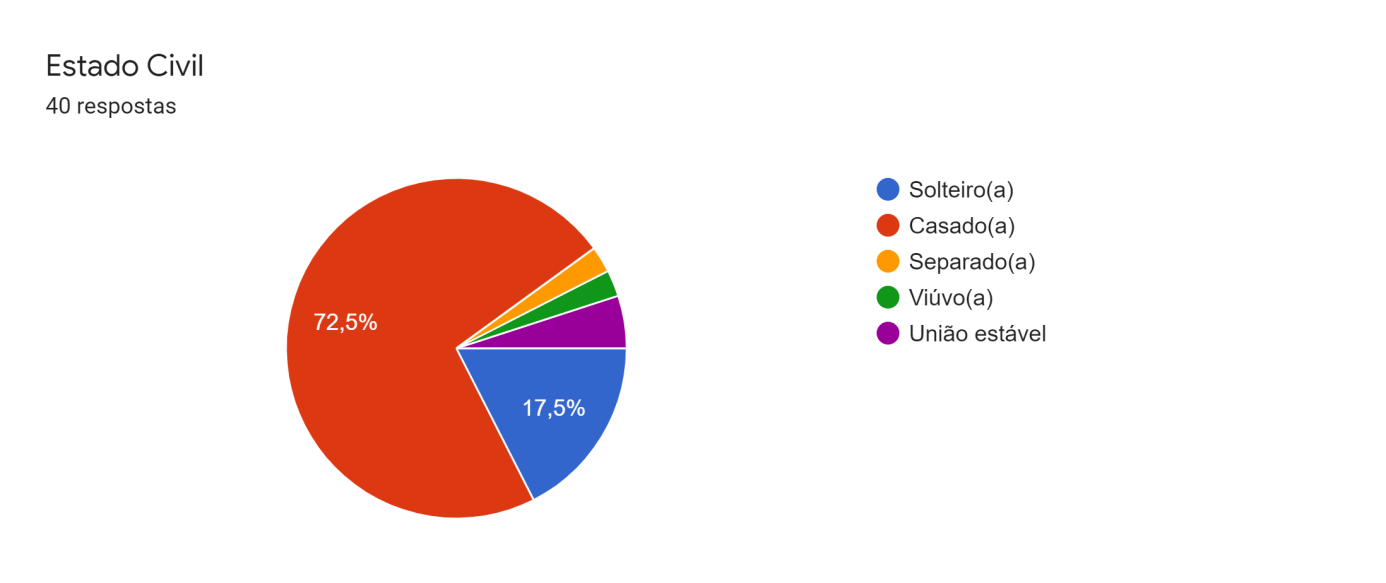 Estado Civil
40 respostas
72,5%
17,5%
Solteiro(a)
Casado(a)
Separado(a)
Viúvo(a)
União estável